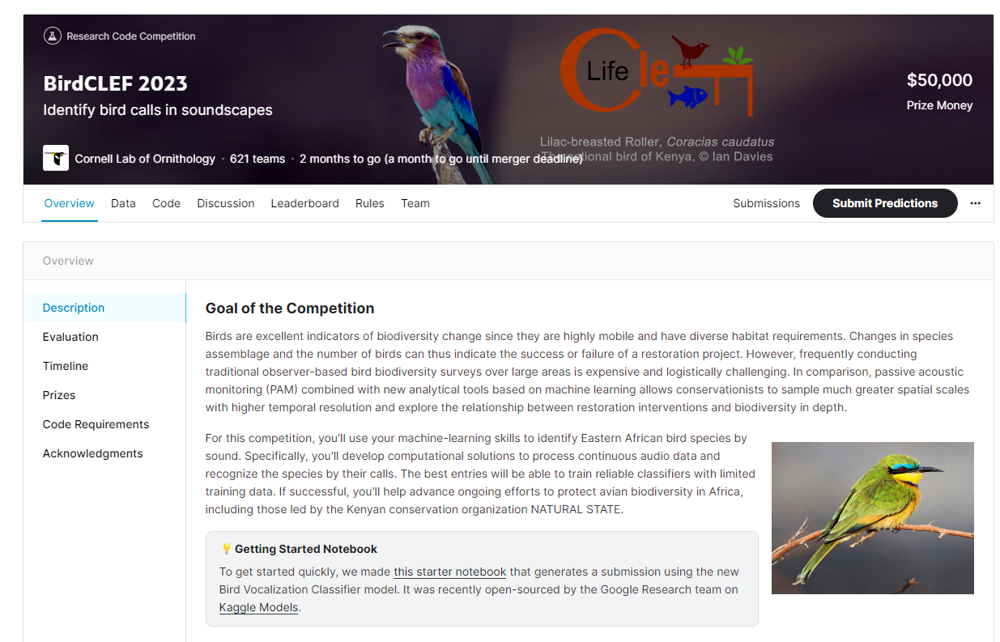 Research Code Competition
BirdCLEF 2023
Identify bird calls in soundscapes
Life
Cle
$50,000
Prize Money
Lilac-breasted Roller, Coracias caudatus
The national bird of Kenya, © Ian Davies
Cornell Lab of Ornithology · 621 teams · 2 months to go (a month to go until merger deadline)
Overview Data Code Discussion Leaderboard Rules Team Submissions Submit Predictions ...
Overview
Description
Evaluation
Timeline
Prizes
Code Requirements
Acknowledgments
Goal of the Competition
Birds are excellent indicators of biodiversity change since they are highly mobile and have diverse habitat requirements. Changes in species
assemblage and the number of birds can thus indicate the success or failure of a restoration project. However, frequently conducting
traditional observer-based bird biodiversity surveys over large areas is expensive and logistically challenging. In comparison, passive acoustic
monitoring (PAM) combined with new analytical tools based on machine learning allows conservationists to sample much greater spatial scales
with higher temporal resolution and explore the relationship between restoration interventions and biodiversity in depth.
For this competition, you'll use your machine-learning skills to identify Eastern African bird species by
sound. Specifically, you'll develop computational solutions to process continuous audio data and
recognize the species by their calls. The best entries will be able to train reliable classifiers with limited
training data. If successful, you'll help advance ongoing efforts to protect avian biodiversity in Africa,
including those led by the Kenyan conservation organization NATURAL STATE.
Getting Started Notebook
To get started quickly, we made this starter notebook that generates a submission using the new
Bird Vocalization Classifier model. It was recently open-sourced by the Google Research team on
Kaggle Models.